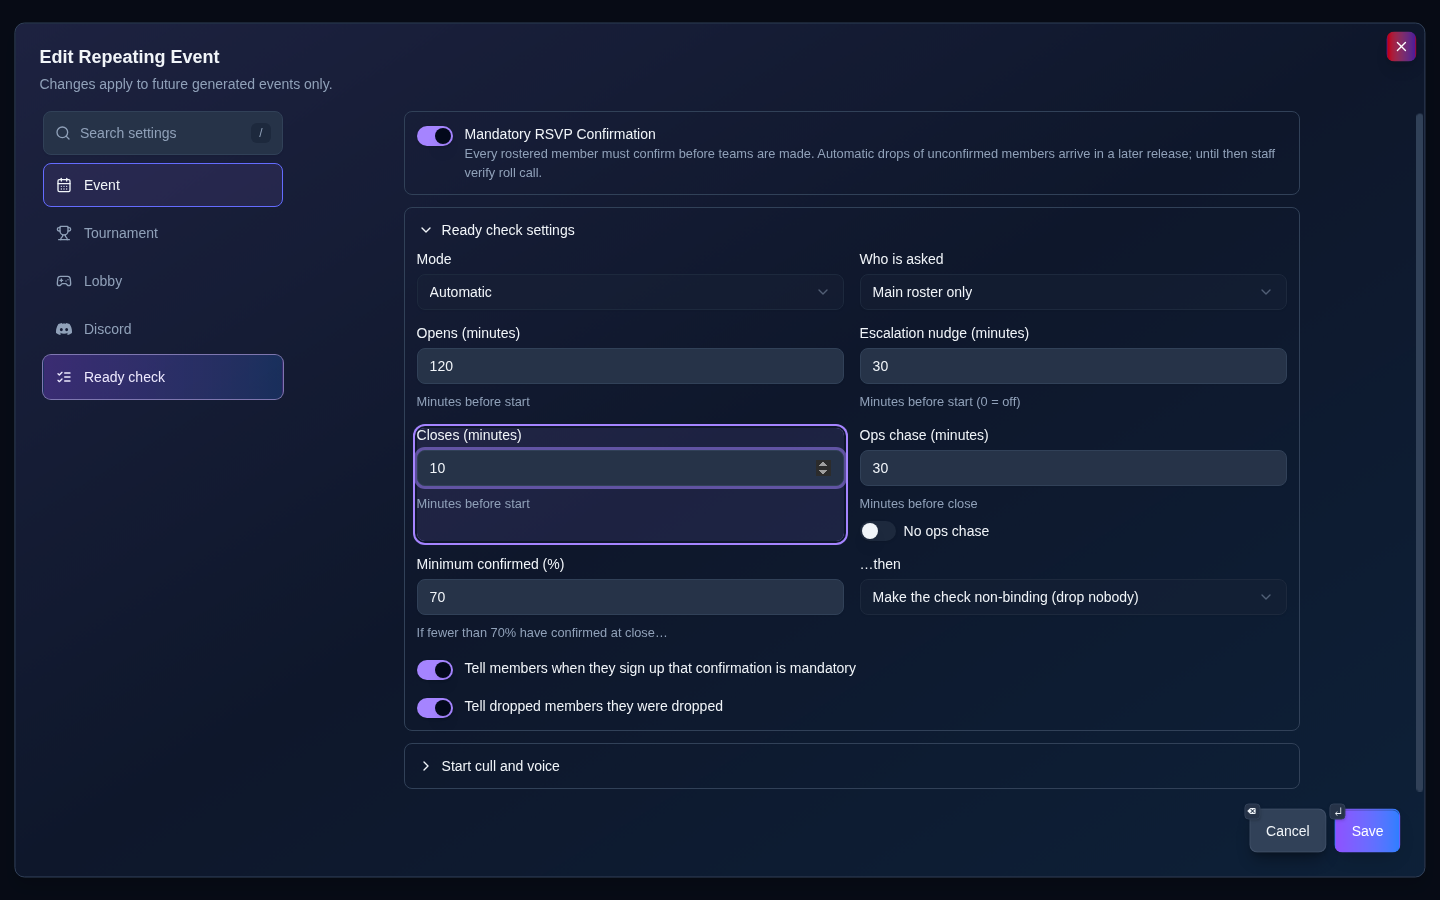 Edit Repeating Event
Changes apply to future generated events only.
Search settings /
Event
Tournament
Lobby
Discord
Ready check
Mandatory RSVP Confirmation
Every rostered member must confirm before teams are made. Automatic drops of unconfirmed members arrive in a later release; until then staff
verify roll call.
Ready check settings
Mode
Who is asked
Automatic
Main roster only
Opens (minutes)
Escalation nudge (minutes)
120
30
Minutes before start
Minutes before start (0 = off)
Closes (minutes)
Ops chase (minutes)
10
30
Minutes before start
Minutes before close
No ops chase
Minimum confirmed (%)
…then
70
Make the check non-binding (drop nobody)
If fewer than 70% have confirmed at close…
Tell members when they sign up that confirmation is mandatory
Tell dropped members they were dropped
Start cull and voice
Cancel
Save